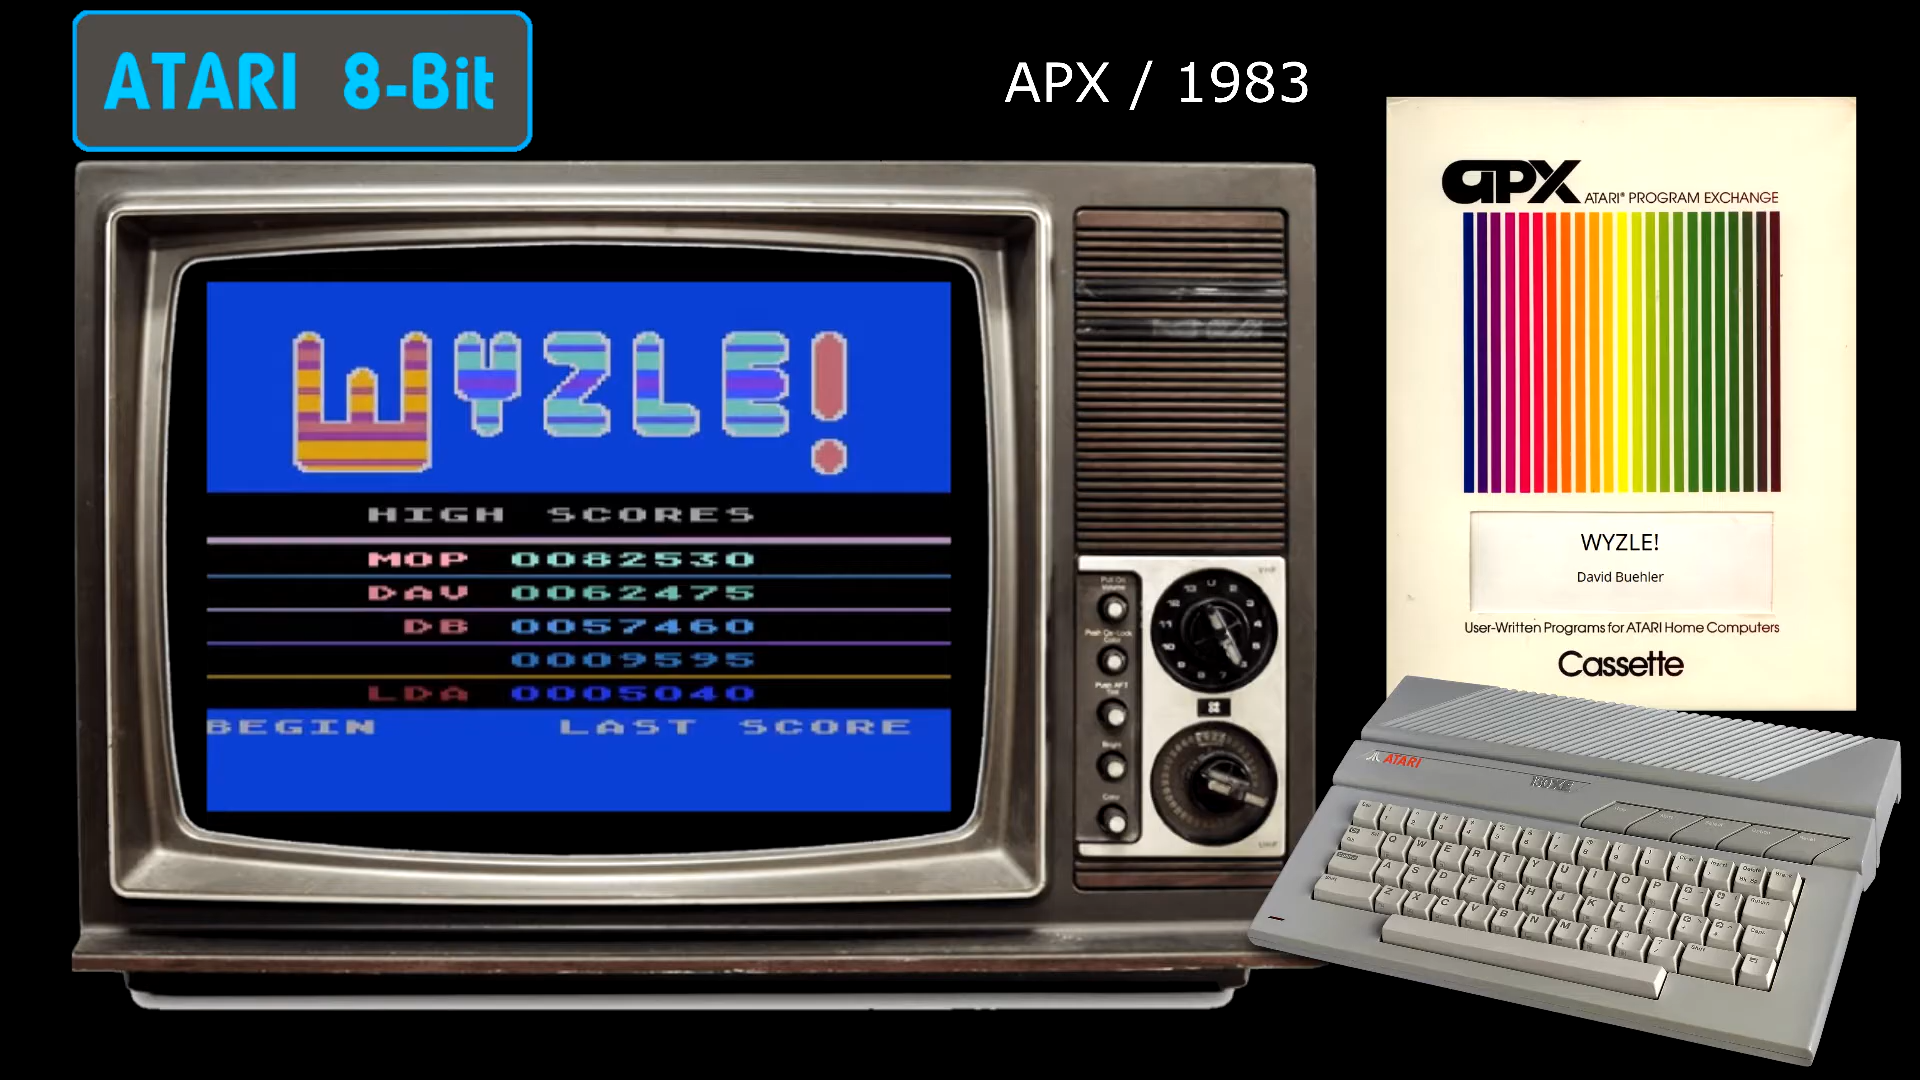 ATARI 8-Bit
APX / 1983
WYZLE!
HIGH SCORES
MOP 0082530
DAV 0062475
DB 0057460
0009595
LDA 0005040
BEGIN LAST SCORE
APX ATARI® PROGRAM EXCHANGE
WYZLE!
David Buehler
User-Written Programs for ATARI Home Computers
Cassette
ATARI
Q W E R T Y U I O P
A S D F G H J K L
Z X C V B N M